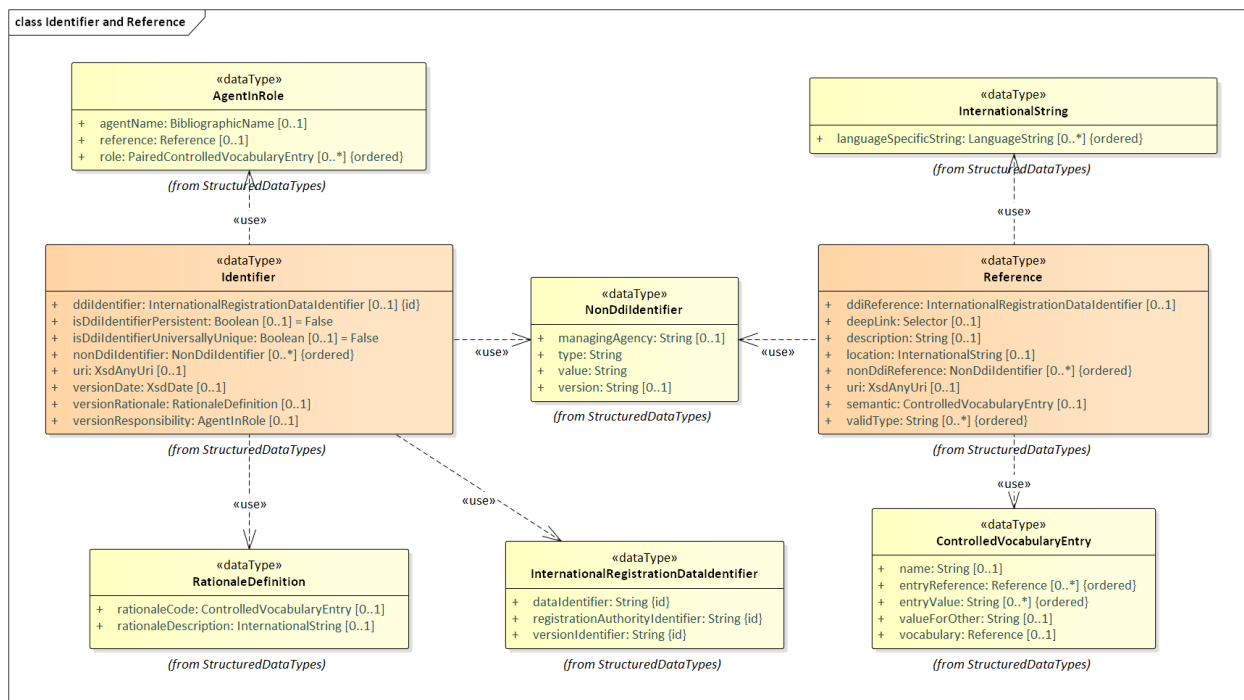 class Identifier and Reference
«dataType»
AgentInRole
+ agentName: BibliographicName [0..1]
+ reference: Reference [0..1]
+ role: PairedControlledVocabularyEntry [0..*] {ordered}
(from StructuredDataTypes)
«dataType»
InternationalString
+ languageSpecificString: LanguageString [0..*] {ordered}
(from StructuredDataTypes)
«use»
«use»
«dataType»
Identifier
+ ddiIdentifier: InternationalRegistrationDataIdentifier [0..1] {id}
+ isDdiIdentifierPersistent: Boolean [0..1] = False
+ isDdiIdentifierUniversallyUnique: Boolean [0..1] = False
+ nonDdiIdentifier: NonDdiIdentifier [0..*] {ordered}
+ uri: XsdAnyUri [0..1]
+ versionDate: XsdDate [0..1]
+ versionRationale: RationaleDefinition [0..1]
+ versionResponsibility: AgentInRole [0..1]
(from StructuredDataTypes)
«use»
«dataType»
NonDdiIdentifier
+ managingAgency: String [0..1]
+ type: String
+ value: String
+ version: String [0..1]
(from StructuredDataTypes)
«use»
«dataType»
Reference
+ ddiReference: InternationalRegistrationDataIdentifier [0..1]
+ deepLink: Selector [0..1]
+ description: String [0..1]
+ location: InternationalString [0..1]
+ nonDdiReference: NonDdiIdentifier [0..*] {ordered}
+ uri: XsdAnyUri [0..1]
+ semantic: ControlledVocabularyEntry [0..1]
+ validType: String [0..*] {ordered}
(from StructuredDataTypes)
«use»
«use»
«use»
«dataType»
RationaleDefinition
+ rationaleCode: ControlledVocabularyEntry [0..1]
+ rationaleDescription: InternationalString [0..1]
(from StructuredDataTypes)
«dataType»
InternationalRegistrationDataIdentifier
+ dataIdentifier: String {id}
+ registrationAuthorityIdentifier: String {id}
+ versionIdentifier: String {id}
(from StructuredDataTypes)
«dataType»
ControlledVocabularyEntry
+ name: String [0..1]
+ entryReference: Reference [0..*] {ordered}
+ entryValue: String [0..*] {ordered}
+ valueForOther: String [0..1]
+ vocabulary: Reference [0..1]
(from StructuredDataTypes)